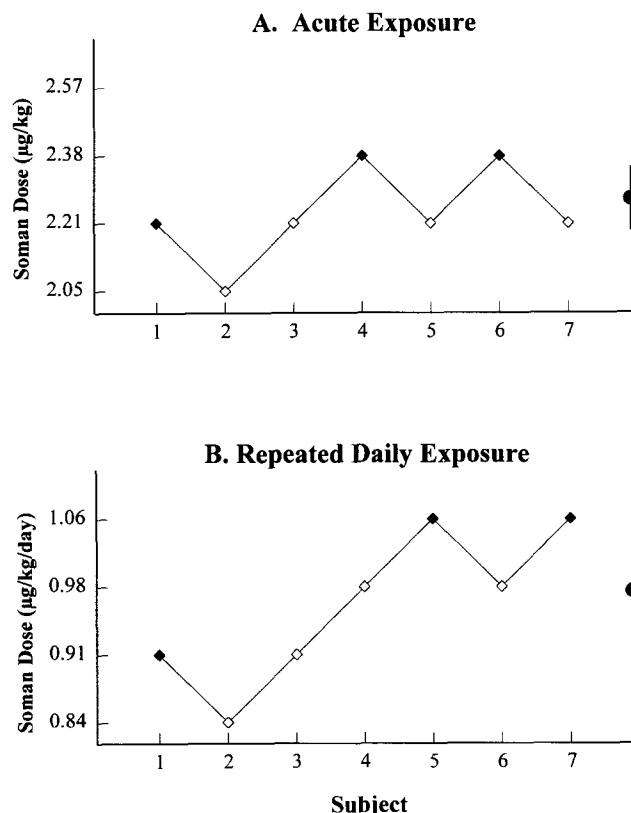 A. Acute Exposure
Soman Dose (µg/kg)
2.57
2.38
2.21
2.05
1 2 3 4 5 6 7
B. Repeated Daily Exposure
Soman Dose (µg/kg/day)
1.06
0.98
0.91
0.84
1 2 3 4 5 6 7
Subject